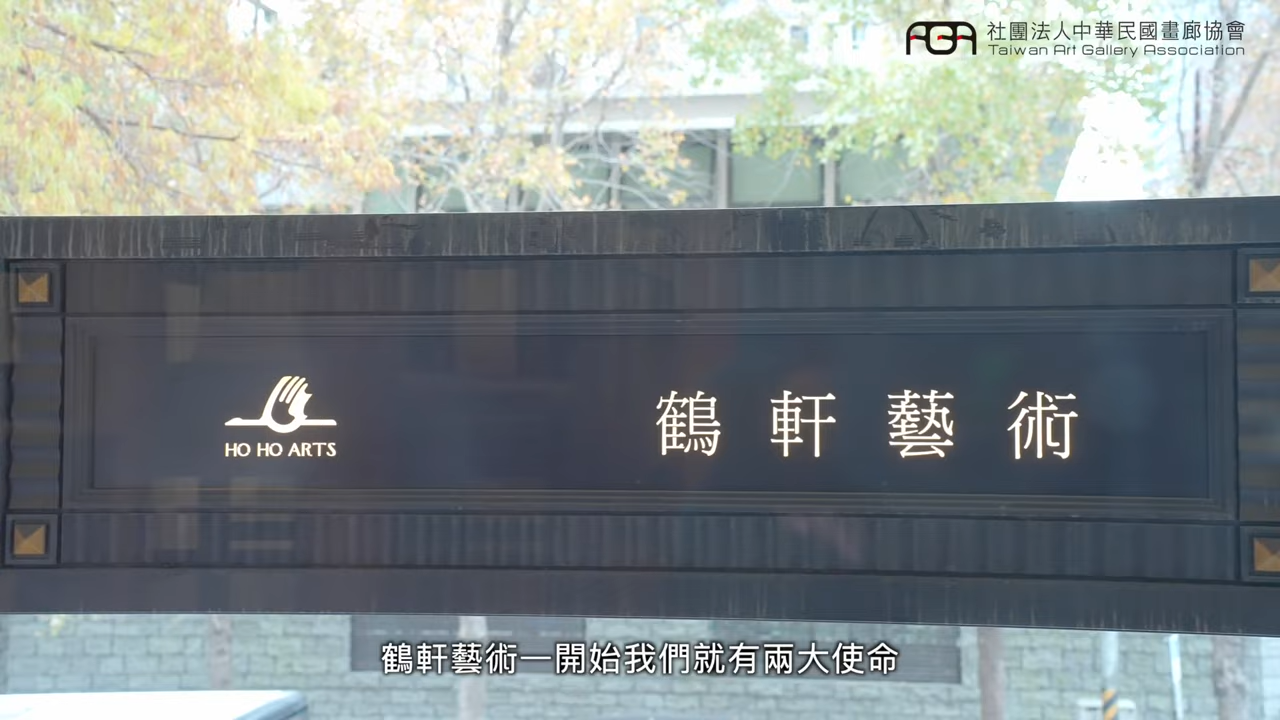 社團法人中華民國畫廊協會
Taiwan Art Gallery Association
HO HO ARTS
鶴軒藝術
鶴軒藝術一開始我們就有兩大使命